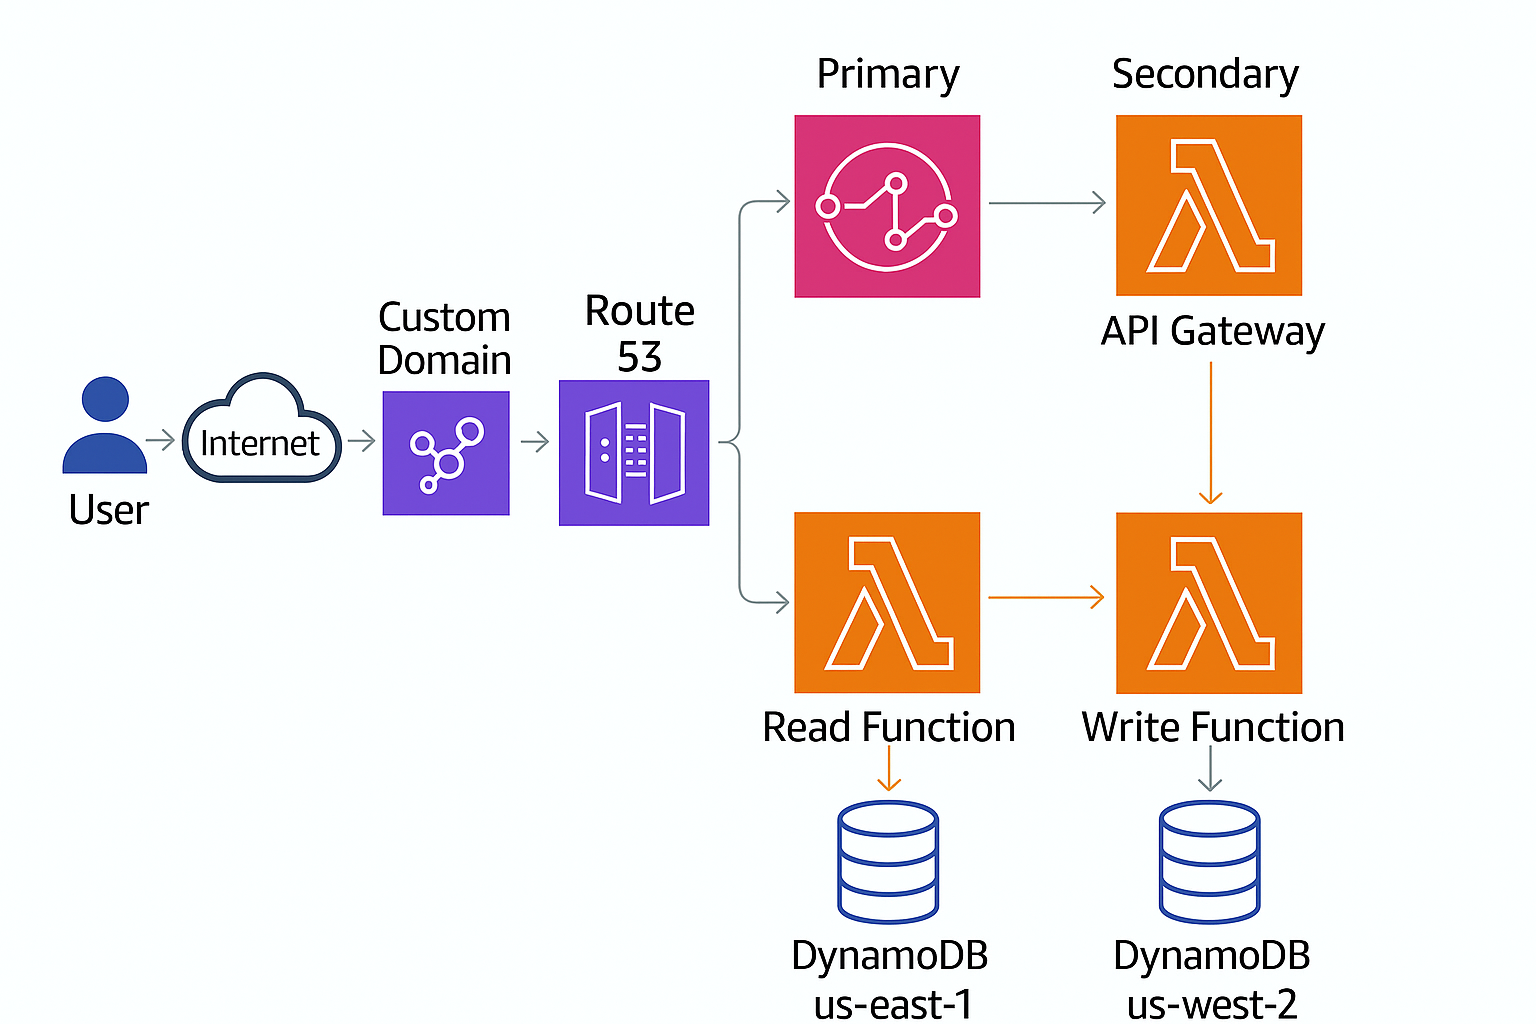 Primary
Secondary
Custom
Domain
Route
53
API Gateway
Internet
User
Read Function
Write Function
DynamoDB
us-east-1
DynamoDB
us-west-2